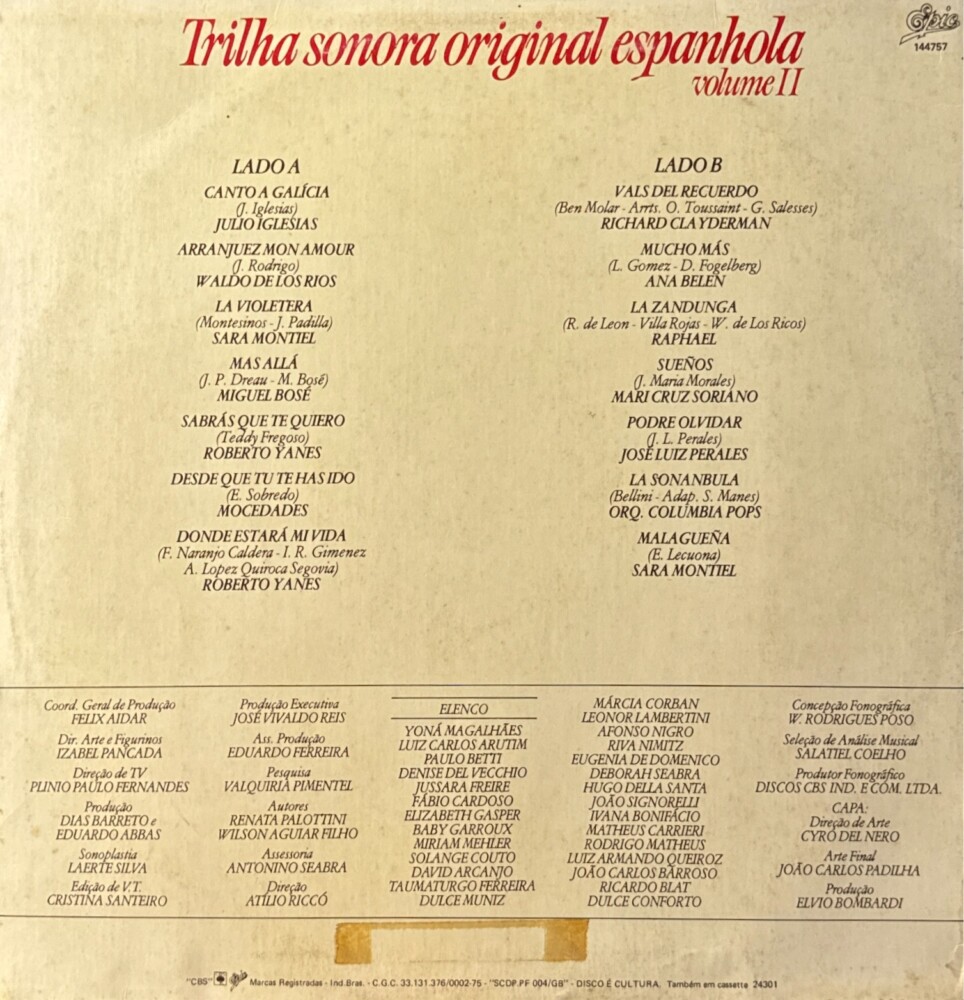 Trilha sonora original espanhola
volume II
Epic
144757
LADO A
CANTO A GALÍCIA
(J. Iglesias)
JULIO IGLESIAS
ARRANJUEZ MON AMOUR
(J. Rodrigo)
WALDO DE LOS RIOS
LA VIOLETERA
(Montesinos - J. Padilla)
SARA MONTIEL
MAS ALLÁ
(J. P. Dreau - M. Bosé)
MIGUEL BOSÉ
SABRÁS QUE TE QUIERO
(Teddy Fregoso)
ROBERTO YANES
DESDE QUE TU TE HAS IDO
(E. Sobredo)
MOCEDADES
DONDE ESTARÁ MI VIDA
(F. Naranjo Caldera - I. R. Gimenez
A. Lopez Quiroca Segovia)
ROBERTO YANES
LADO B
VALS DEL RECUERDO
(Ben Molar - Arrts. O. Toussaint - G. Salesses)
RICHARD CLAYDERMAN
MUCHO MÁS
(L. Gomez - D. Fogelberg)
ANA BELEN
LA ZANDUNGA
(R. de Leon - Villa Rojas - W. de Los Ricos)
RAPHAEL
SUEÑOS
(J. Maria Morales)
MARI CRUZ SORIANO
PODRE OLVIDAR
(J. L. Perales)
JOSÉ LUIZ PERALES
LA SONANBULA
(Bellini - Adap. S. Manes)
ORQ. COLUMBIA POPS
MALAGUEÑA
(E. Lecuona)
SARA MONTIEL
Coord. Geral de Produção
FELIX AIDAR
Dir. Arte e Figurinos
IZABEL PANCADA
Direção de TV
PLINIO PAULO FERNANDES
Produção
DIAS BARRETO e
EDUARDO ABBAS
Sonoplastia
LAERTE SILVA
Edição de V.T.
CRISTINA SANTEIRO
Produção Executiva
JOSÉ VIVALDO REIS
Ass. Produção
EDUARDO FERREIRA
Pesquisa
VALQUIRIA PIMENTEL
Autores
RENATA PALOTTINI
WILSON AGUIAR FILHO
Assessoria
ANTONINO SEABRA
Direção
ATÍLIO RICCÓ
ELENCO
YONÁ MAGALHÃES
LUIZ CARLOS ARUTIM
PAULO BETTI
DENISE DEL VECCHIO
JUSSARA FREIRE
FÁBIO CARDOSO
ELIZABETH GASPER
BABY GARROUX
MIRIAM MEHLER
SOLANGE COUTO
DAVID ARCANJO
TAUMATURGO FERREIRA
DULCE MUNIZ
MÁRCIA CORBAN
LEONOR LAMBERTINI
AFONSO NIGRO
RIVA NIMITZ
EUGENIA DE DOMENICO
DEBORAH SEABRA
HUGO DELLA SANTA
JOÃO SIGNORELLI
IVANA BONIFÁCIO
MATHEUS CARRIERI
RODRIGO MATHEUS
LUIZ ARMANDO QUEIROZ
JOÃO CARLOS BARROSO
RICARDO BLAT
DULCE CONFORTO
Concepção Fonográfica
W. RODRIGUES POSO
Seleção de Análise Musical
SALATIEL COELHO
Produtor Fonográfico
DISCOS CBS IND. E COM. LTDA.
CAPA:
Direção de Arte
CYRO DEL NERO
Arte Final
JOÃO CARLOS PADILHA
Produção
ELVIO BOMBARDI
"CBS" Epic Marcas Registradas - Ind. Bras. - C.G.C. 33.131.376/0002-75 - "SCDP.PF 004/GB" - DISCO É CULTURA. Também em cassette 24301